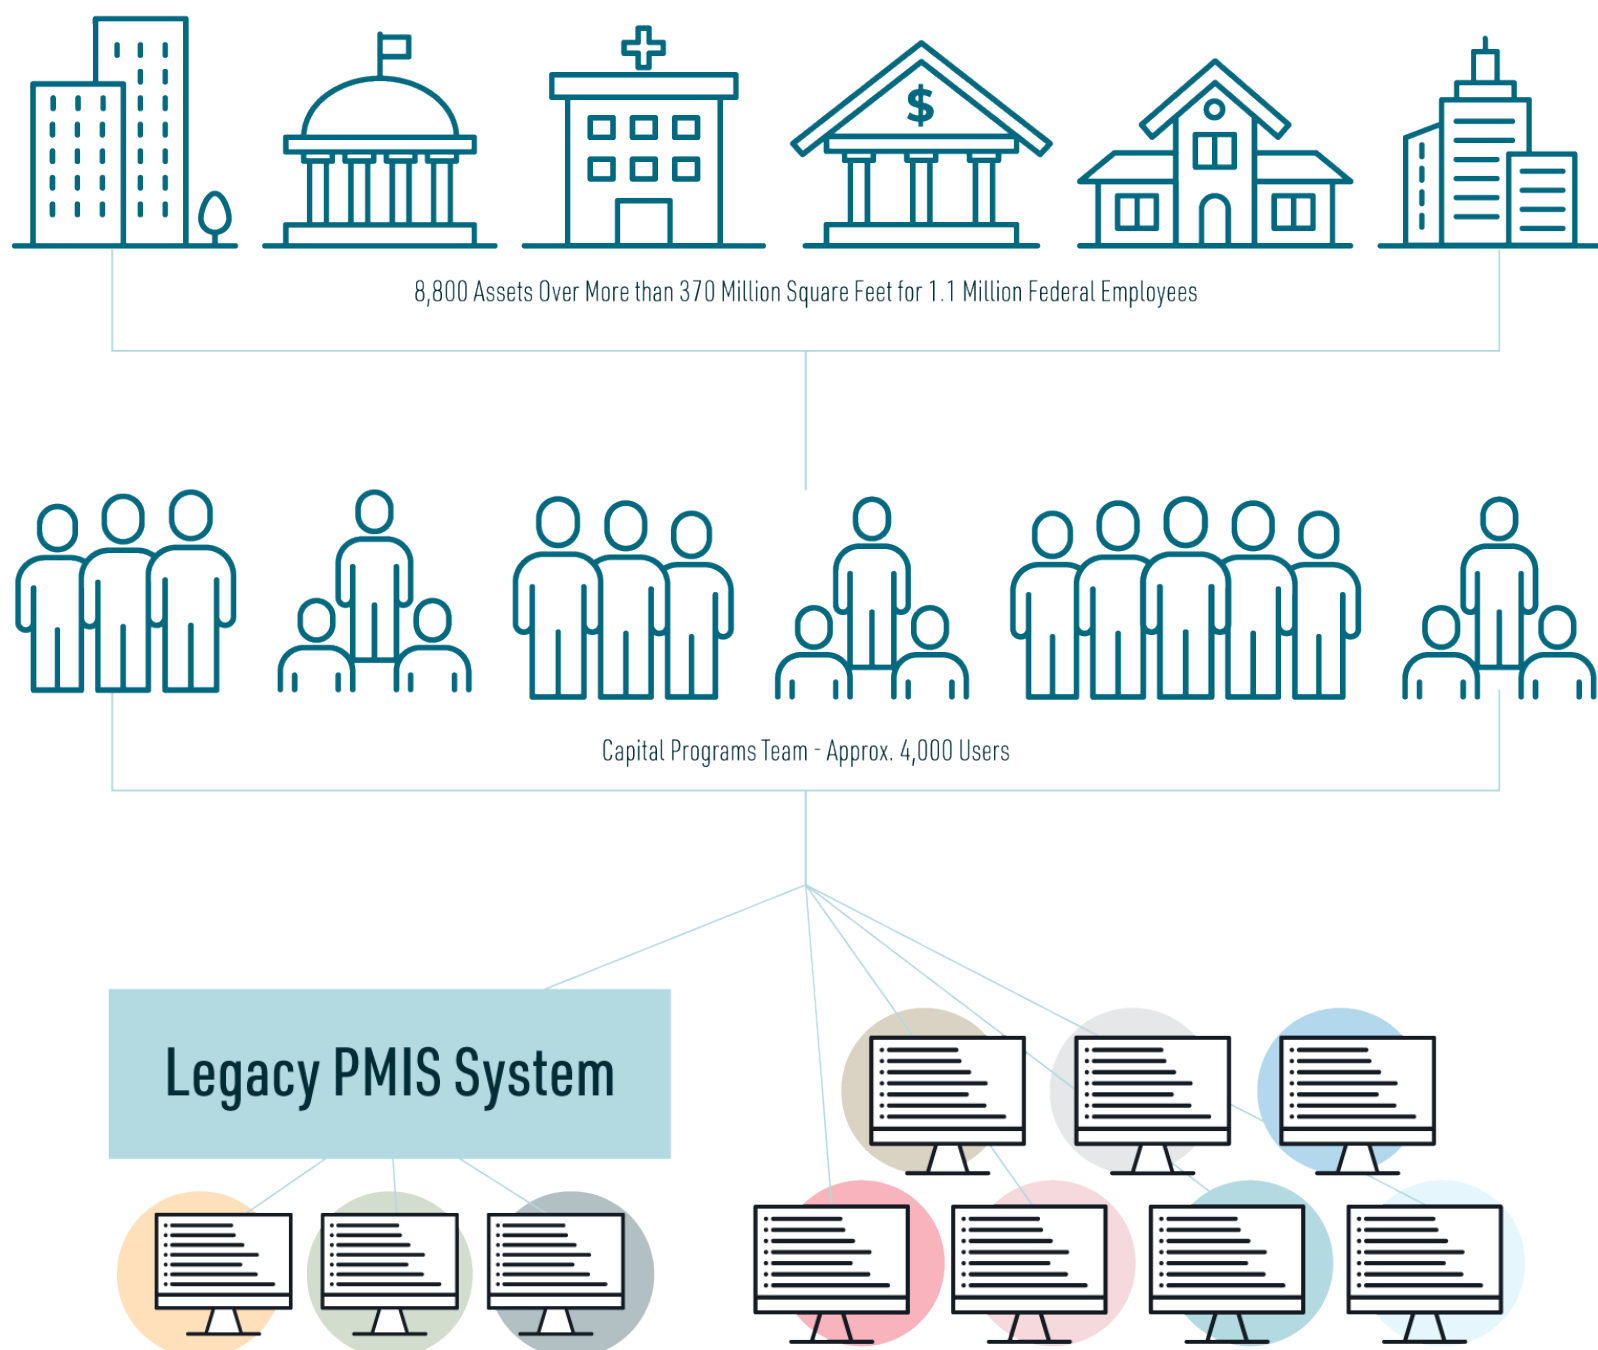 $
8,800 Assets Over More than 370 Million Square Feet for 1.1 Million Federal Employees
Capital Programs Team - Approx. 4,000 Users
Legacy PMIS System